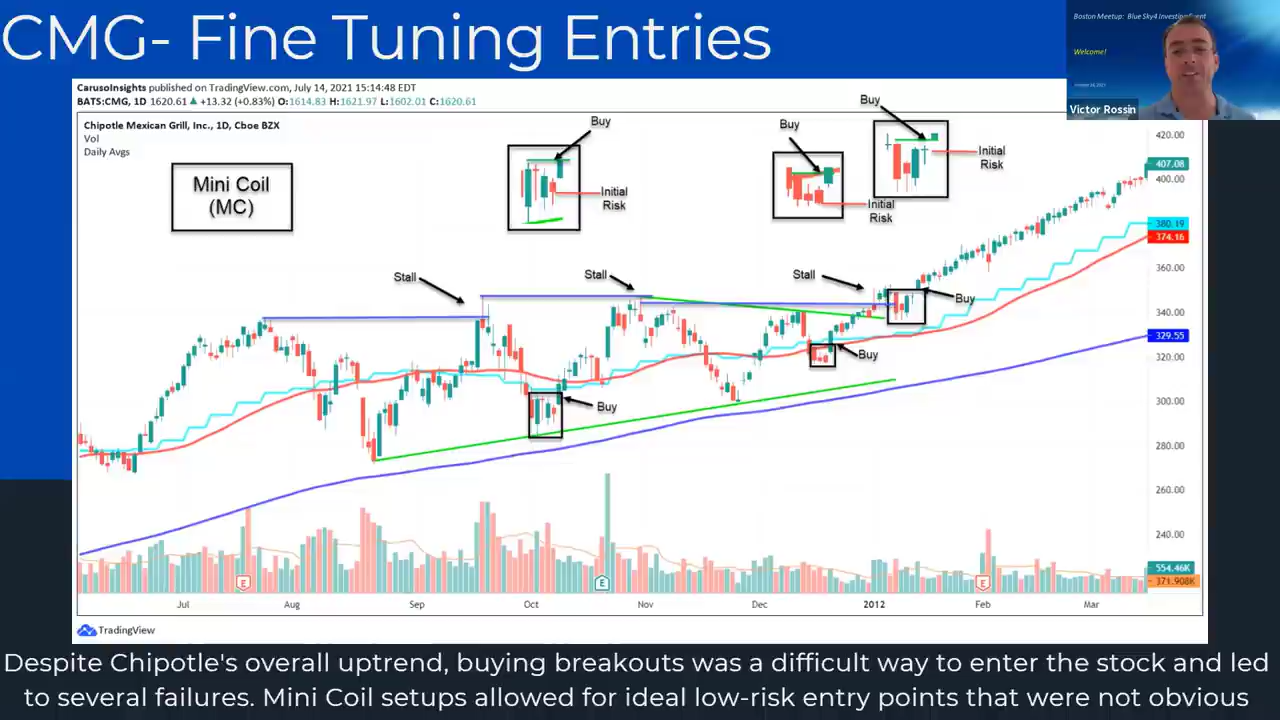 CMG- Fine Tuning Entries
Boston Meetup: Blue Sky4 Investing Event
Welcome!
Victor Rossin
CarusoInsights published on TradingView.com, July 14, 2021 15:14:48 EDT
BATS:CMG, 1D 1620.61 ▲ +13.32 (+0.83%) O:1614.83 H:1621.97 L:1602.01 C:1620.61
Chipotle Mexican Grill, Inc., 1D, Cboe BZX
Vol
Daily Avgs
Mini Coil
(MC)
Buy
Initial
Risk
Buy
Initial
Risk
Buy
Initial
Risk
Stall
Stall
Stall
Buy
Buy
Buy
420.00
407.08
400.00
380.19
374.16
360.00
340.00
329.55
320.00
300.00
280.00
260.00
240.00
554.46K
371.908K
E
E
E
Jul
Aug
Sep
Oct
Nov
Dec
2012
Feb
Mar
TradingView
Despite Chipotle's overall uptrend, buying breakouts was a difficult way to enter the stock and led
to several failures. Mini Coil setups allowed for ideal low-risk entry points that were not obvious